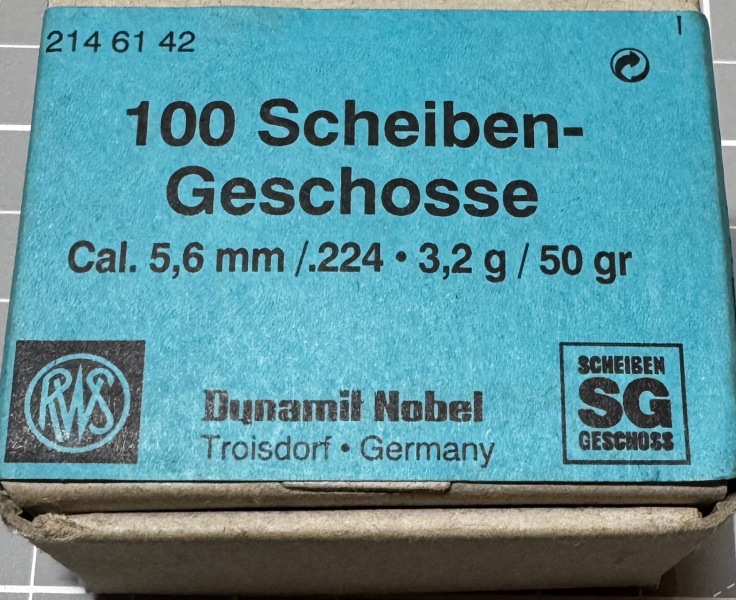 214 61 42
I
100 Scheiben-
Geschosse
Cal. 5,6 mm /.224 • 3,2 g / 50 gr
RWS
Dynamit Nobel
Troisdorf • Germany
SCHEIBEN
SG
GESCHOSS